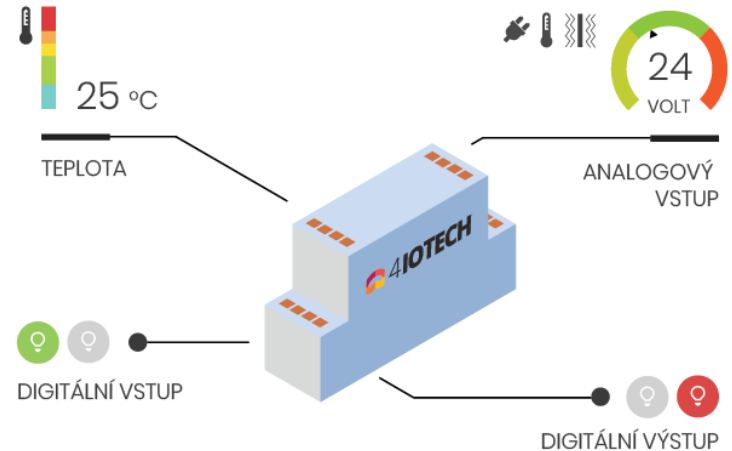 25 °C
TEPLOTA
24
VOLT
ANALOGOVÝ
VSTUP
4IOTECH
DIGITÁLNÍ VSTUP
DIGITÁLNÍ VÝSTUP